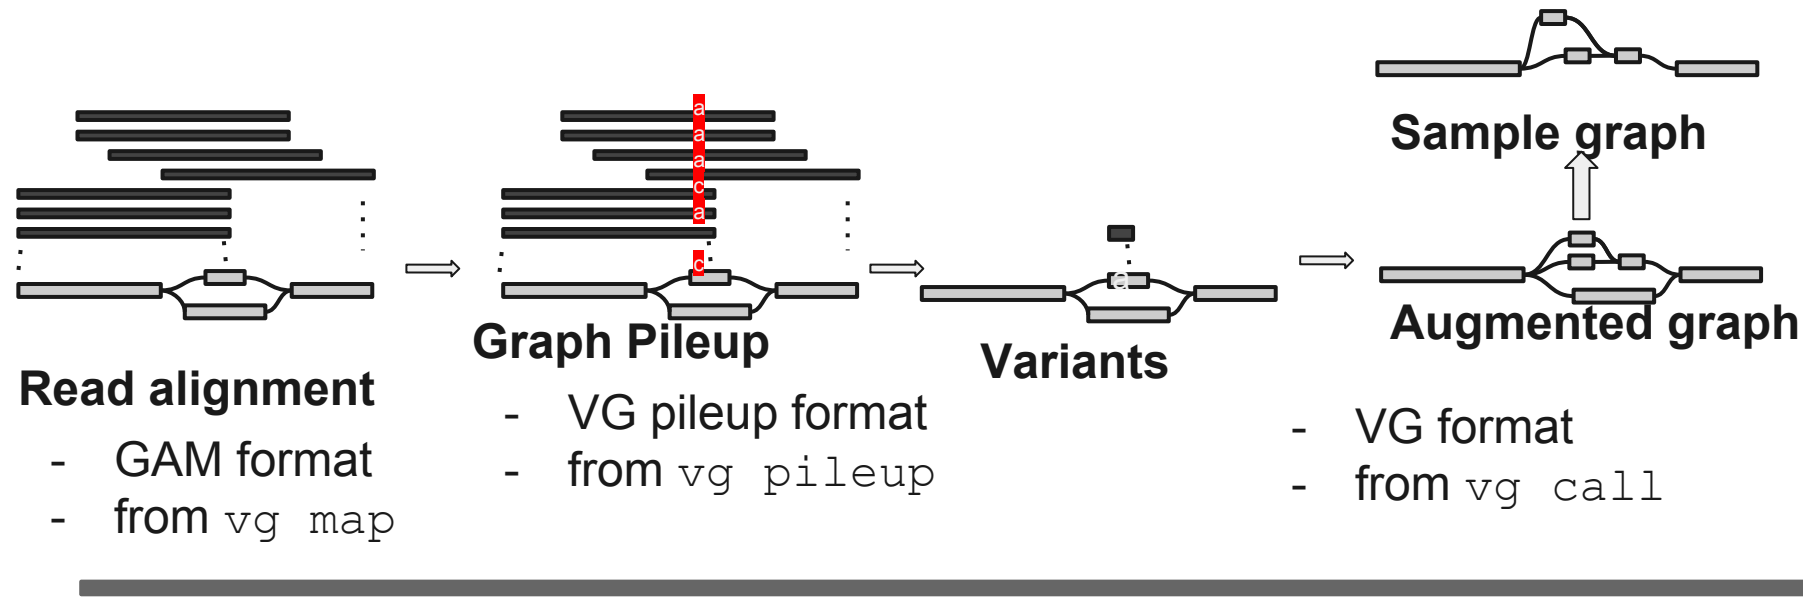 Read alignment
- GAM format
- from vg map
a
a
a
c
a
c
Graph Pileup
- VG pileup format
- from vg pileup
a
Variants
Sample graph
Augmented graph
- VG format
- from vg call